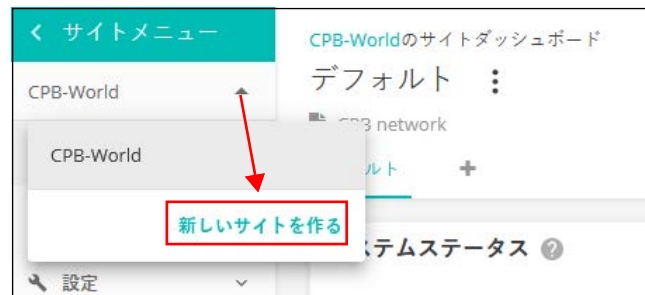 サイトメニュー
CPB-Worldのサイトダッシュボード
デフォルト
CPB-World
network
CPB-World
ルト
新しいサイトを作る
ステムステータス
設定